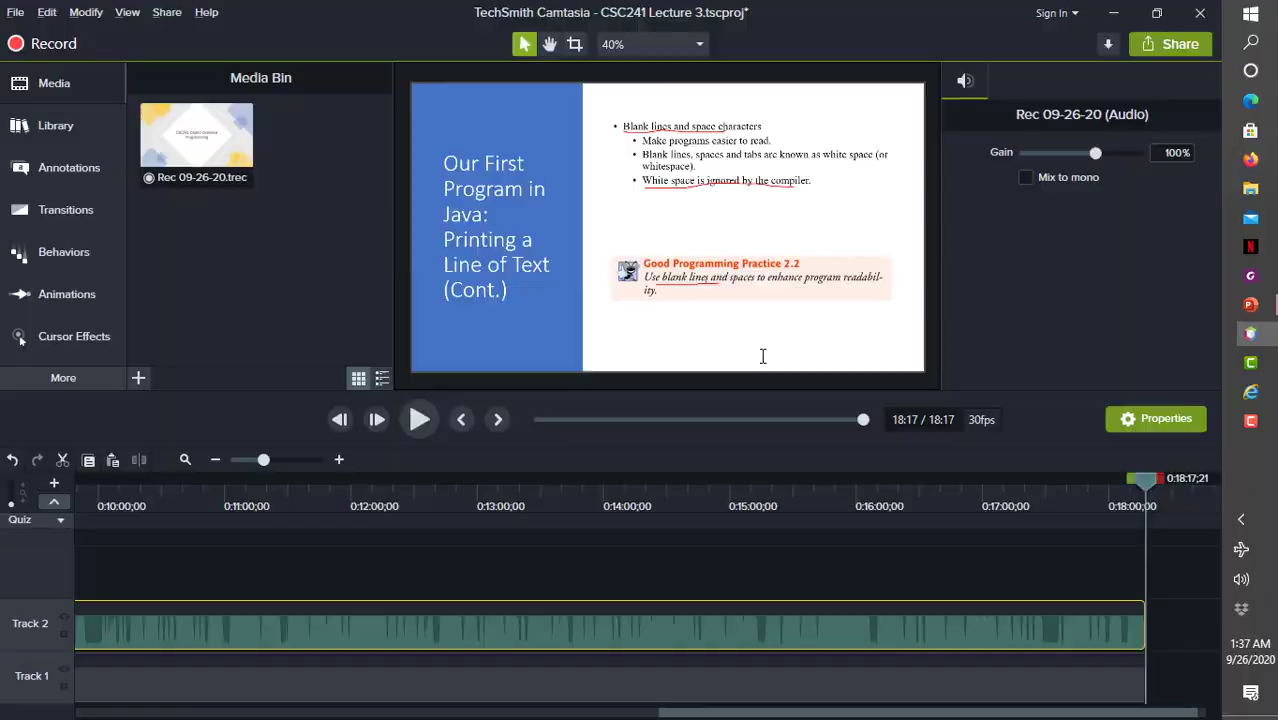 File Edit Modify View Share Help
TechSmith Camtasia - CSC241 Lecture 3.tscproj*
Sign In
Record
40%
Share
Media
Library
Annotations
Transitions
Behaviors
Animations
Cursor Effects
More
Media Bin
Rec 09-26-20.trec
Our First
Program in
Java:
Printing a
Line of Text
(Cont.)
• Blank lines and space characters
• Make programs easier to read.
• Blank lines, spaces and tabs are known as white space (or
whitespace).
• White space is ignored by the compiler.
Good Programming Practice 2.2
Use blank lines and spaces to enhance program readabil-
ity.
Rec 09-26-20 (Audio)
Gain 100%
Mix to mono
18:17 / 18:17 30fps
Properties
0:18:17;21
0:10:00;00 0:11:00;00 0:12:00;00 0:13:00;00 0:14:00;00 0:15:00;00 0:16:00;00 0:17:00;00 0:18:00;00
Quiz
Track 2
Track 1
1:37 AM
9/26/2020